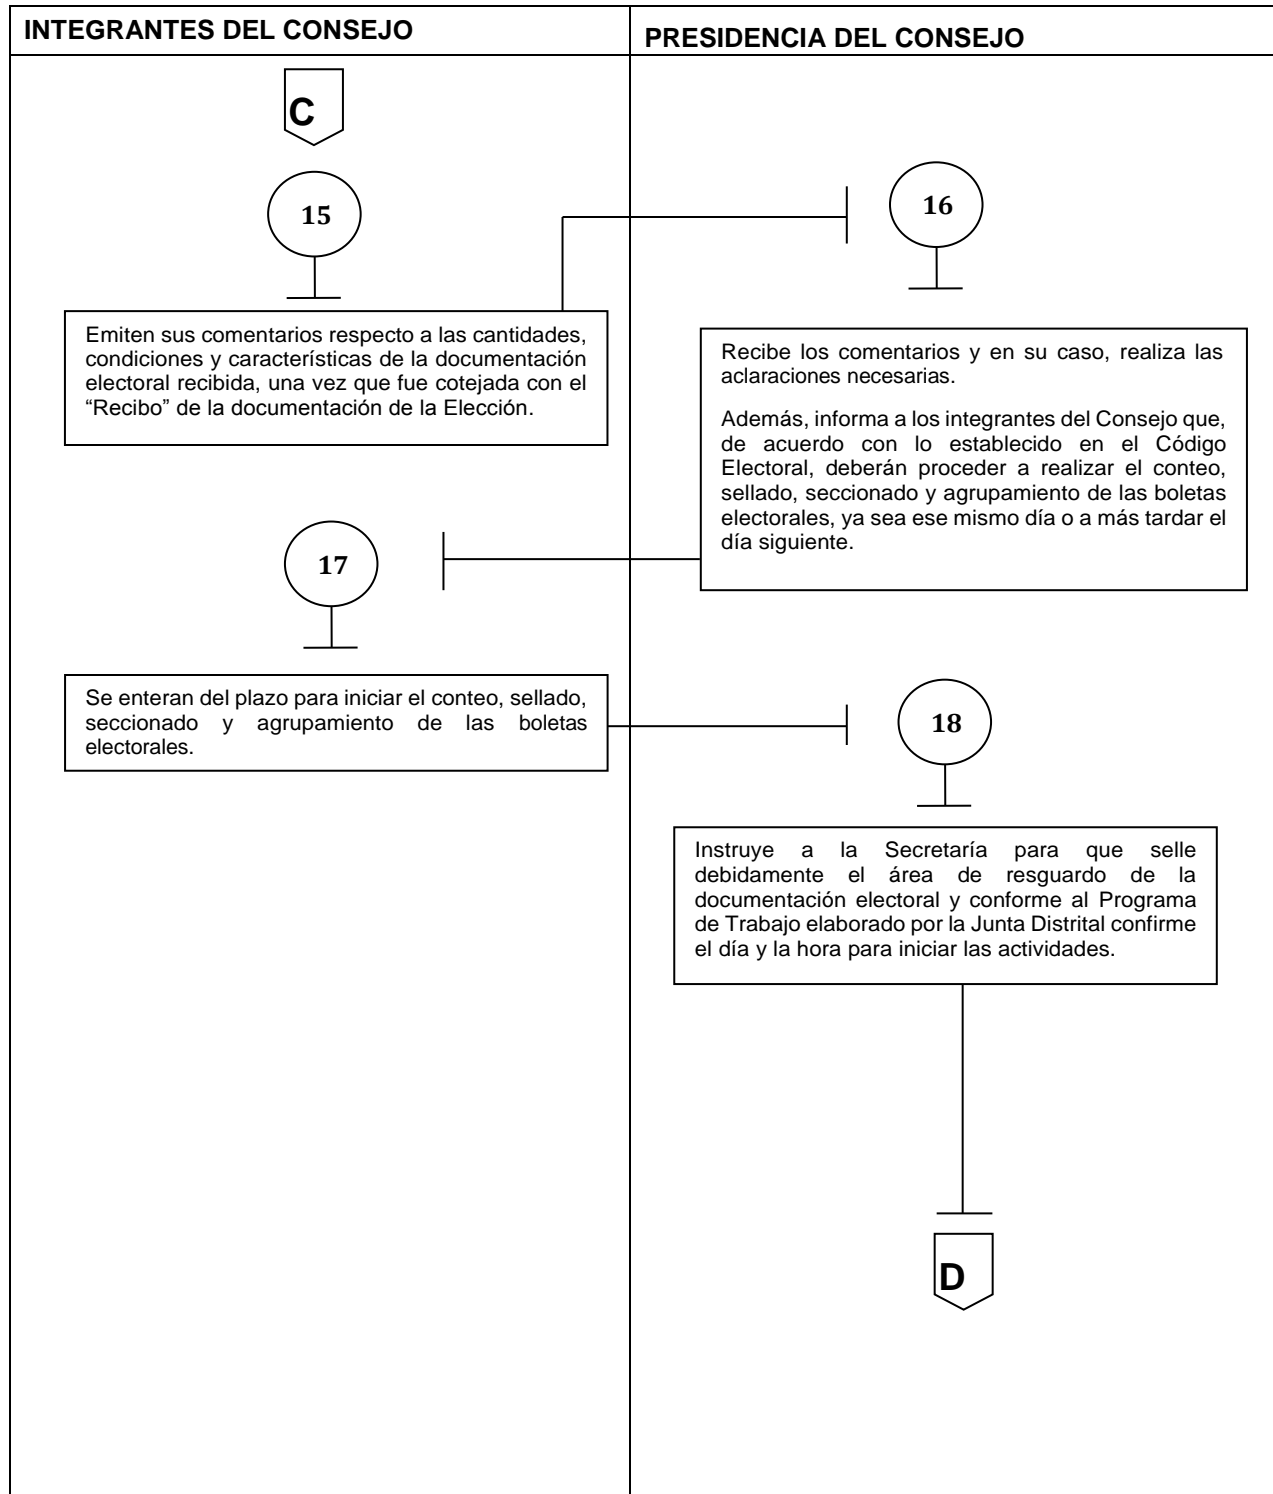 INTEGRANTES DEL CONSEJO
PRESIDENCIA DEL CONSEJO
C
15
Emiten sus comentarios respecto a las cantidades,
condiciones y características de la documentación
electoral recibida, una vez que fue cotejada con el
“Recibo” de la documentación de la Elección.
16
Recibe los comentarios y en su caso, realiza las
aclaraciones necesarias.
Además, informa a los integrantes del Consejo que,
de acuerdo con lo establecido en el Código
Electoral, deberán proceder a realizar el conteo,
sellado, seccionado y agrupamiento de las boletas
electorales, ya sea ese mismo día o a más tardar el
día siguiente.
17
Se enteran del plazo para iniciar el conteo, sellado,
seccionado y agrupamiento de las boletas
electorales.
18
Instruye a la Secretaría para que selle
debidamente el área de resguardo de la
documentación electoral y conforme al Programa
de Trabajo elaborado por la Junta Distrital confirme
el día y la hora para iniciar las actividades.
D